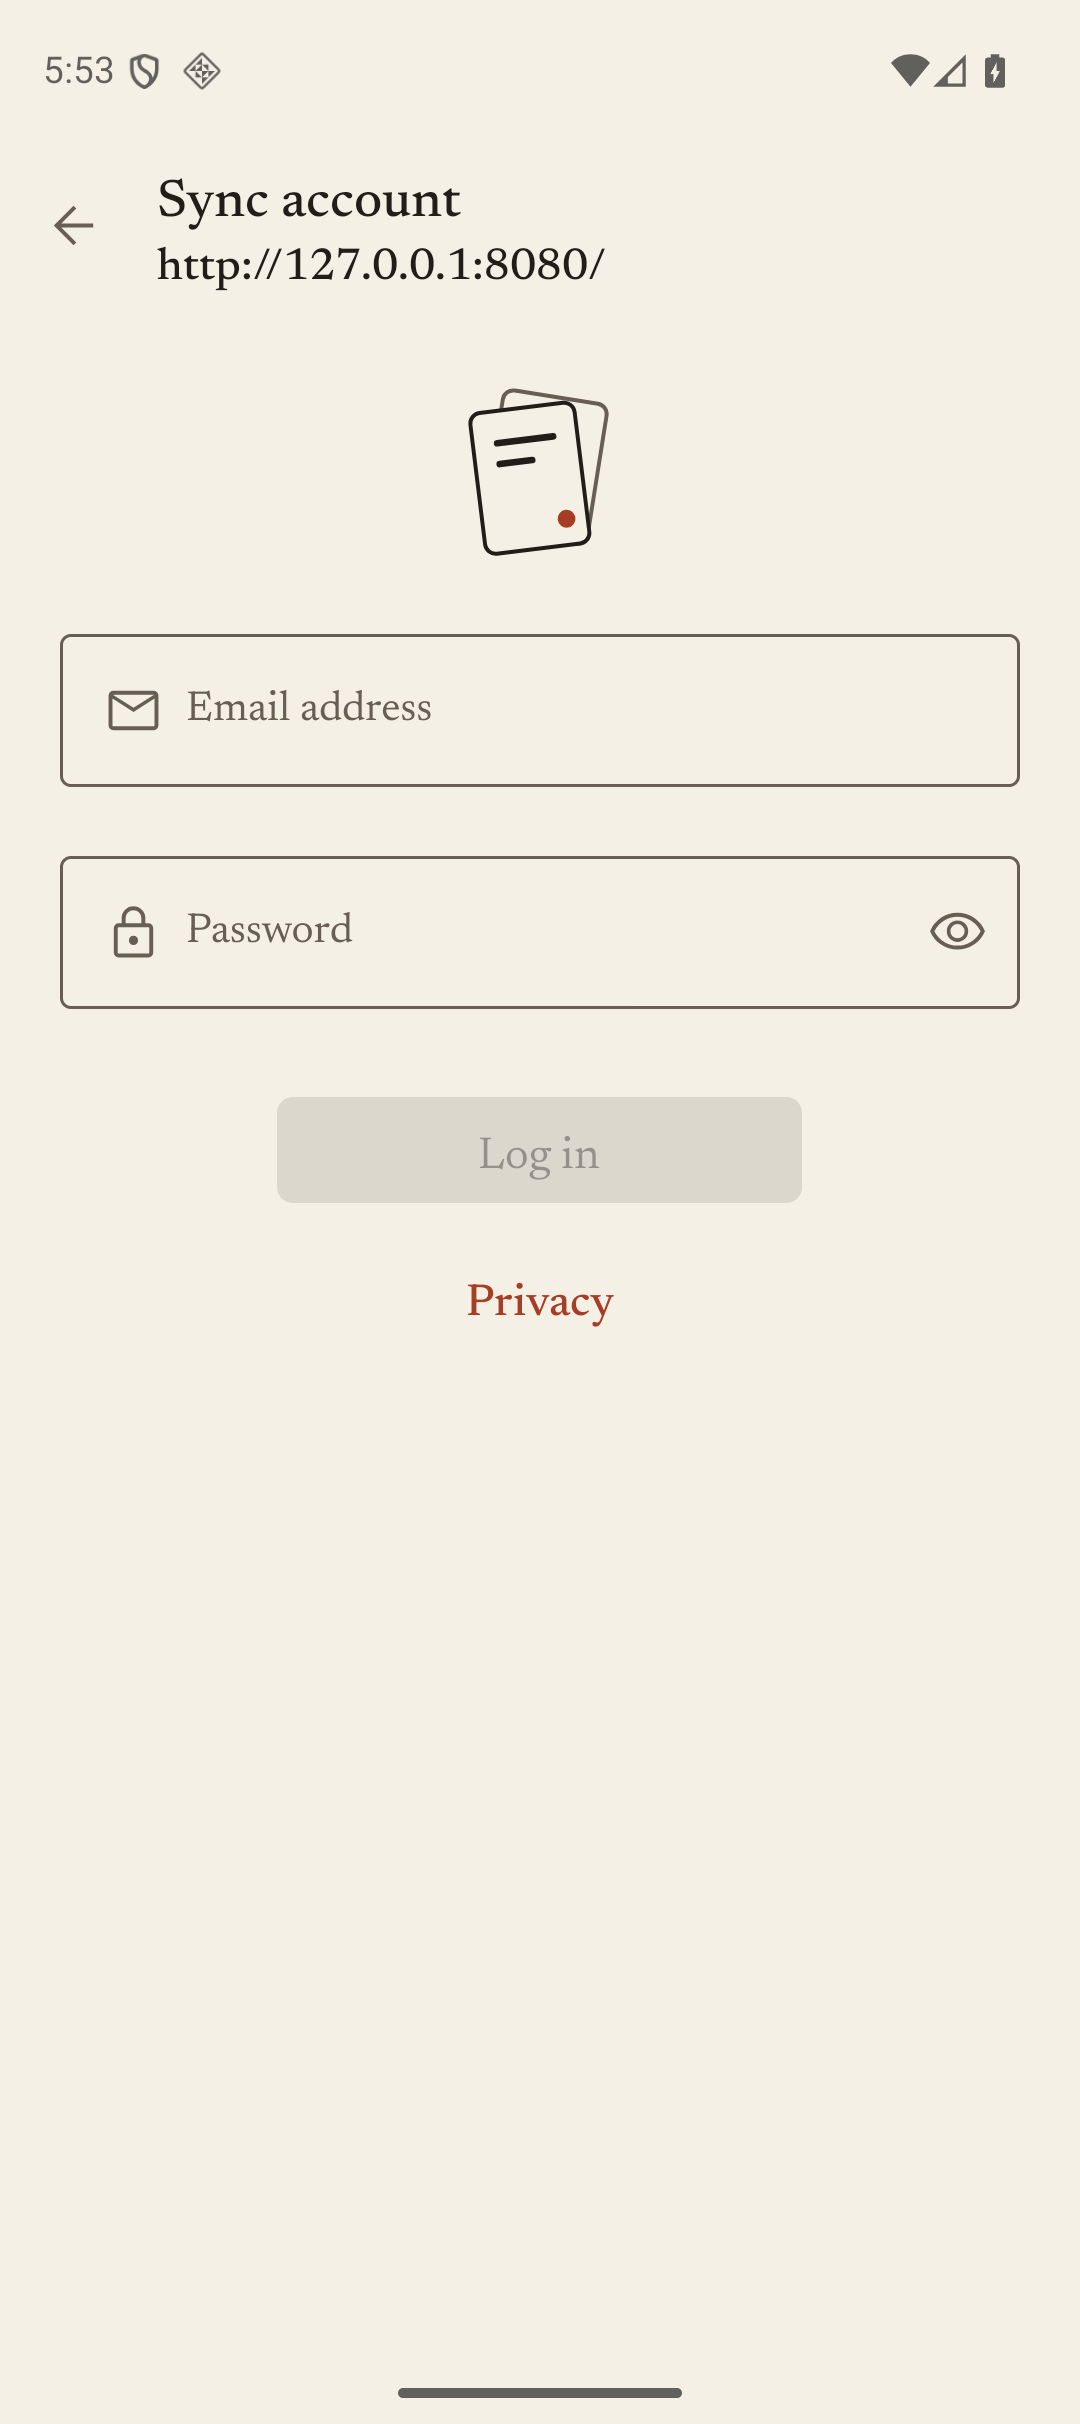 5:53
Sync account
http://127.0.0.1:8080/
Email address
Password
Log in
Privacy